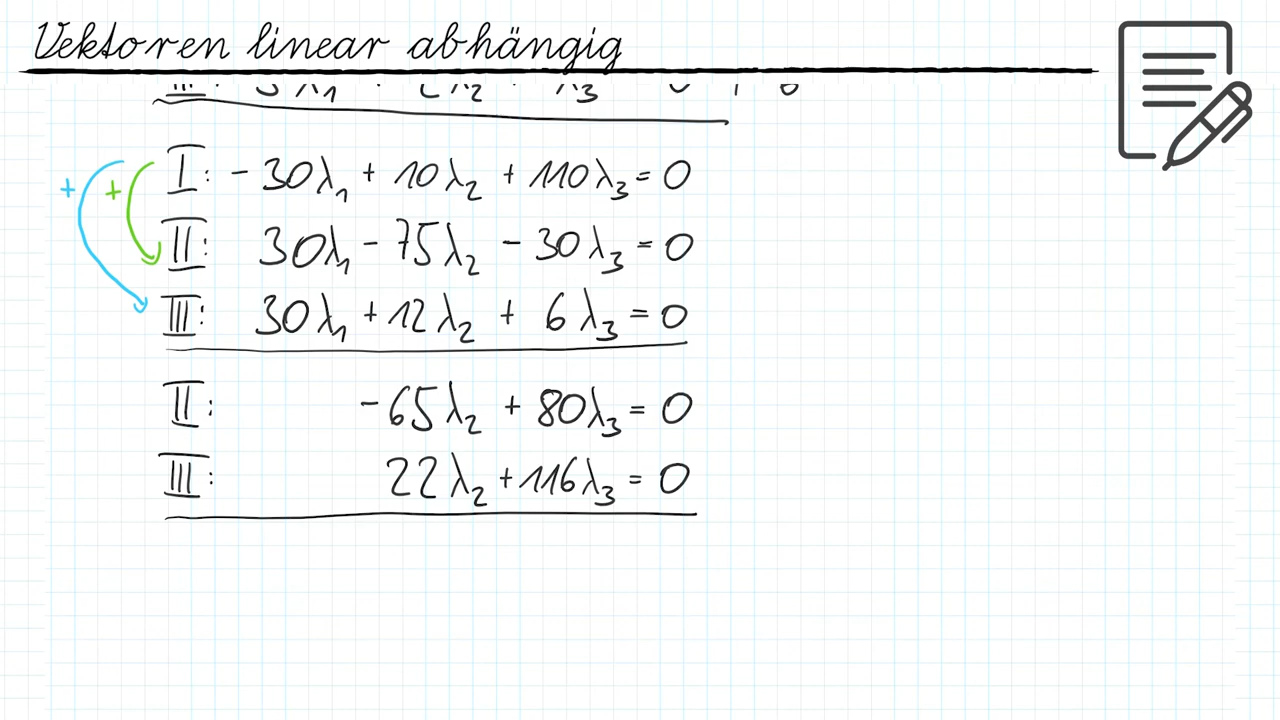 Vektoren linear abhängig
I: - 30λ₁ + 10λ₂ + 110λ₃ = 0
+ +
II: 30λ₁ - 75λ₂ - 30λ₃ = 0
III: 30λ₁ + 12λ₂ + 6λ₃ = 0
II: -65λ₂ + 80λ₃ = 0
III: 22λ₂ + 116λ₃ = 0